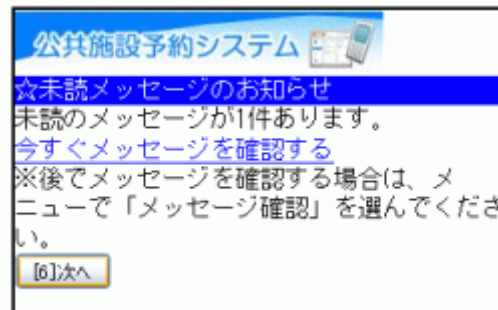 公共施設予約システム
☆未読メッセージのお知らせ
未読のメッセージが1件あります。
今すぐメッセージを確認する
※後でメッセージを確認する場合は、メ
ニューで「メッセージ確認」を選んでくださ
い。
[6]次へ